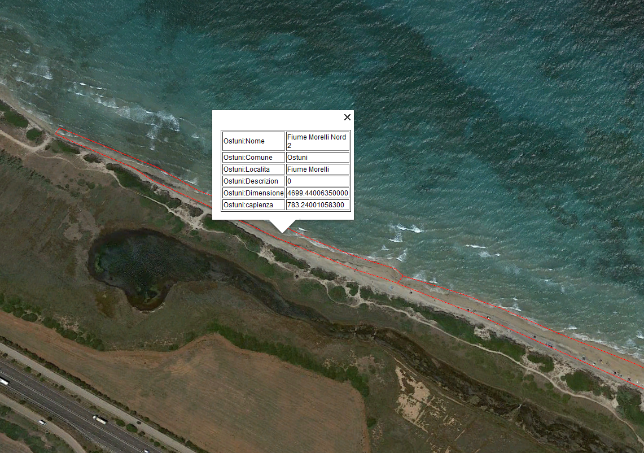 Ostuni:Nome Fiume Morelli Nord
2
Ostuni:Comune Ostuni
Ostuni:Localita Fiume Morelli
Ostuni:Descrizion 0
Ostuni:Dimensione 4699.44006350000
Ostuni:capienza 783.24001058300